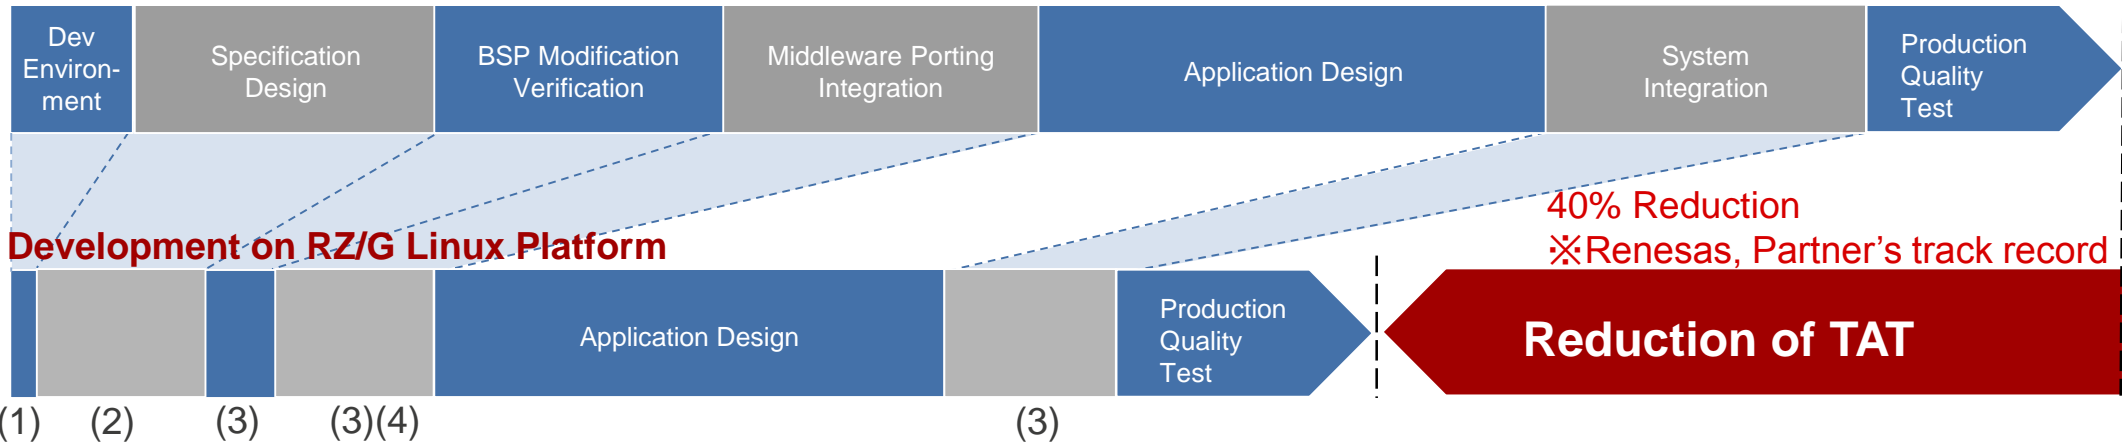 Dev
Environ-
ment
Specification
Design
BSP Modification
Verification
Middleware Porting
Integration
Application Design
System
Integration
Production
Quality
Test
40% Reduction
※Renesas, Partner's track record
Development on RZ/G Linux Platform
Application Design
Production
Quality
Test
Reduction of TAT
(1)
(2)
(3)
(3)(4)
(3)